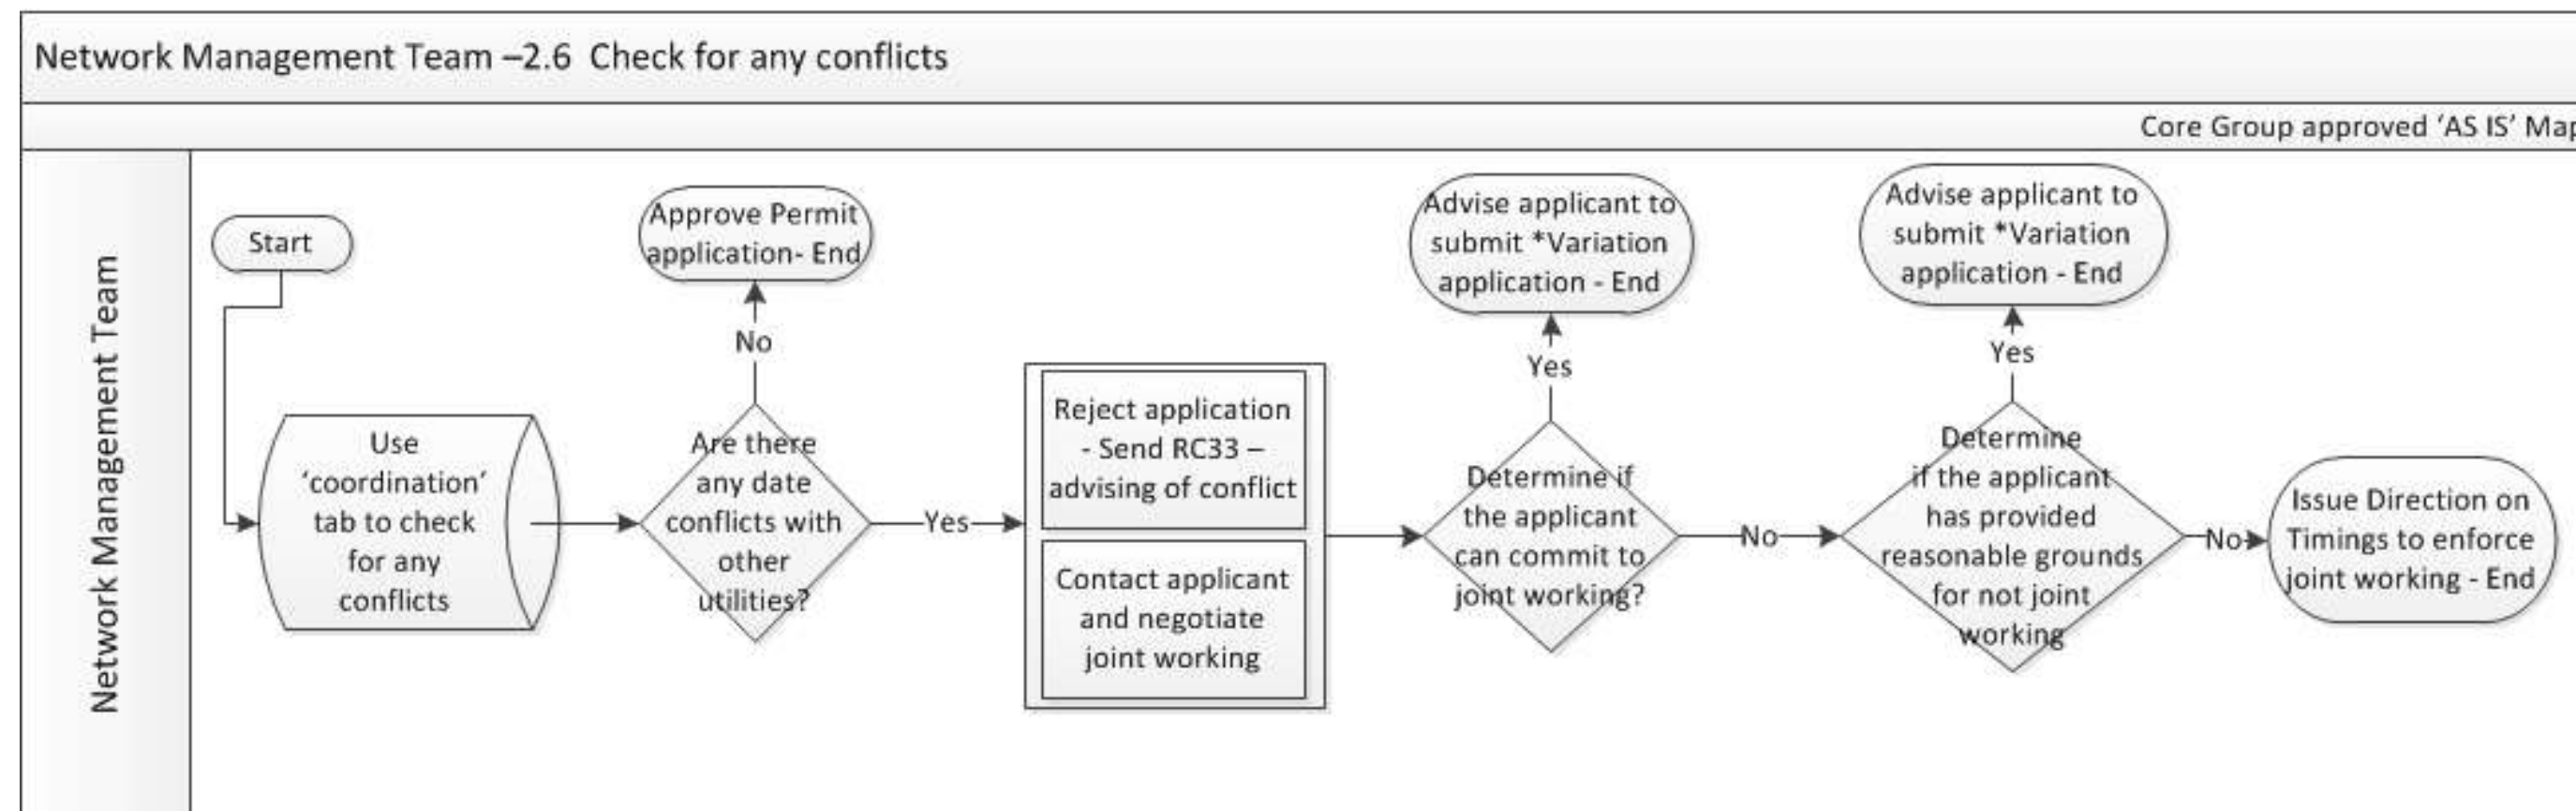 Network Management Team –2.6  Check for any conflicts
Core Group approved ‘AS IS’ Map
Network Management Team
Start
Use
‘coordination‘
tab to check
for any
conflicts
Approve Permit
application- End
No
Are there
any date
conflicts with
other
utilities?
Yes
Reject application
- Send RC33 –
advising of conflict
Contact applicant
and negotiate
joint working
Advise applicant to
submit *Variation
application - End
Yes
Determine if
the applicant
can commit to
joint working?
No
Advise applicant to
submit *Variation
application - End
Yes
Determine
if the applicant
has provided
reasonable grounds
for not joint
working
No
Issue Direction on
Timings to enforce
joint working - End